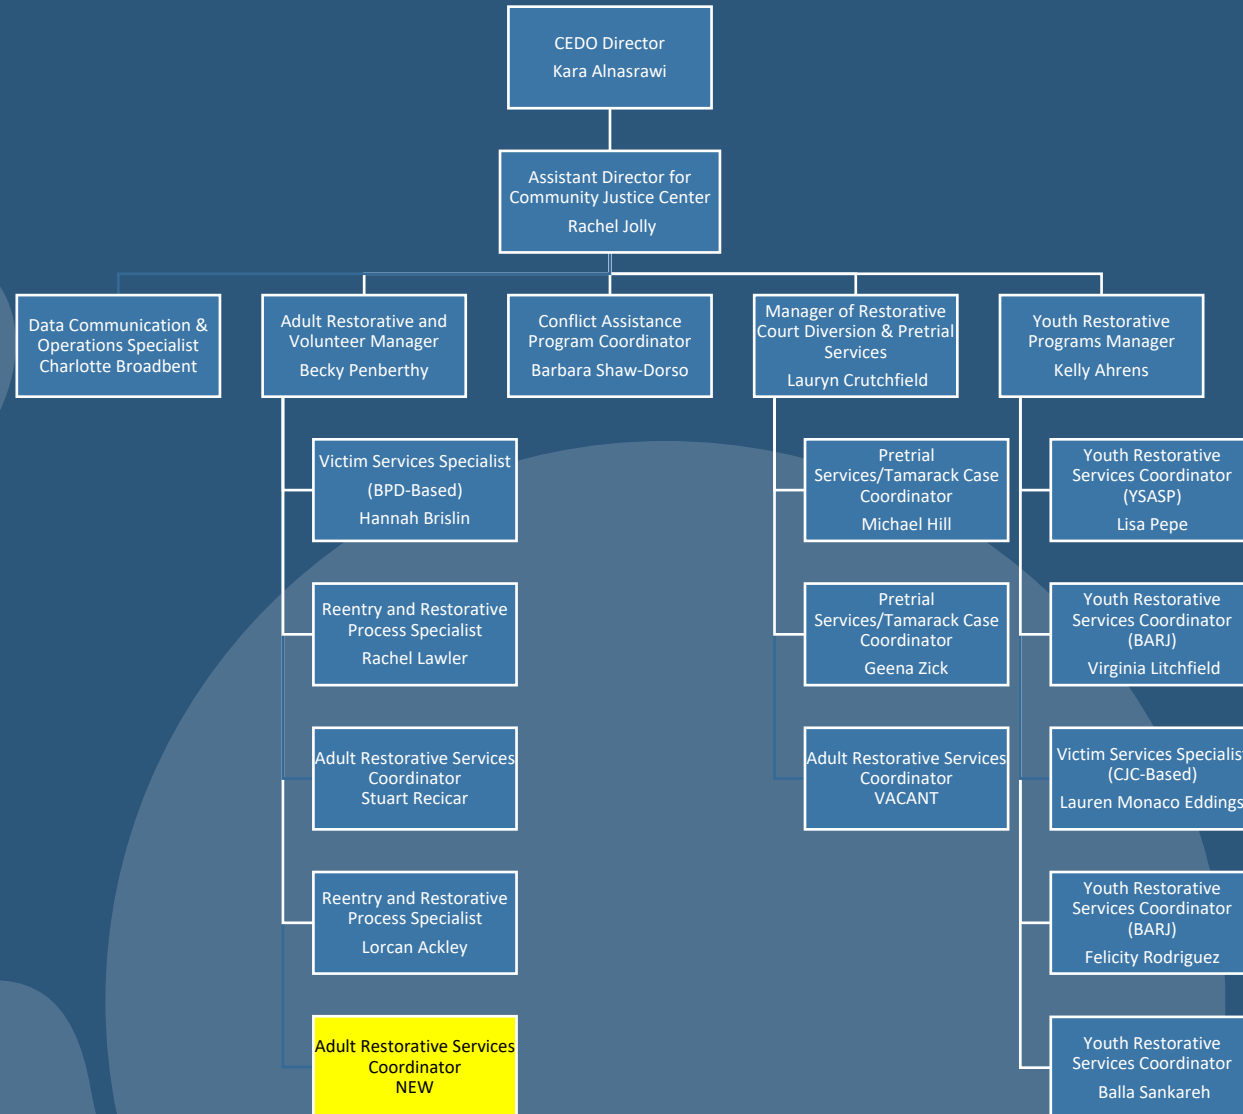 CEDO Director
Kara Alnasrawi
Assistant Director for
Community Justice Center
Rachel Jolly
Data Communication &
Operations Specialist
Charlotte Broadbent
Adult Restorative and
Volunteer Manager
Becky Penberthy
Conflict Assistance
Program Coordinator
Barbara Shaw-Dorso
Manager of Restorative
Court Diversion & Pretrial
Services
Lauryn Crutchfield
Youth Restorative
Programs Manager
Kelly Ahrens
Victim Services Specialist
(BPD-Based)
Hannah Brislin
Reentry and Restorative
Process Specialist
Rachel Lawler
Adult Restorative Services
Coordinator
Stuart Recicar
Reentry and Restorative
Process Specialist
Lorcan Ackley
Adult Restorative Services
Coordinator
NEW
Pretrial
Services/Tamarack Case
Coordinator
Michael Hill
Pretrial
Services/Tamarack Case
Coordinator
Geena Zick
Adult Restorative Services
Coordinator
VACANT
Youth Restorative
Services Coordinator
(YSASP)
Lisa Pepe
Youth Restorative
Services Coordinator
(BARJ)
Virginia Litchfield
Victim Services Specialist
(CJC-Based)
Lauren Monaco Eddings
Youth Restorative
Services Coordinator
(BARJ)
Felicity Rodriguez
Youth Restorative
Services Coordinator
Balla Sankareh